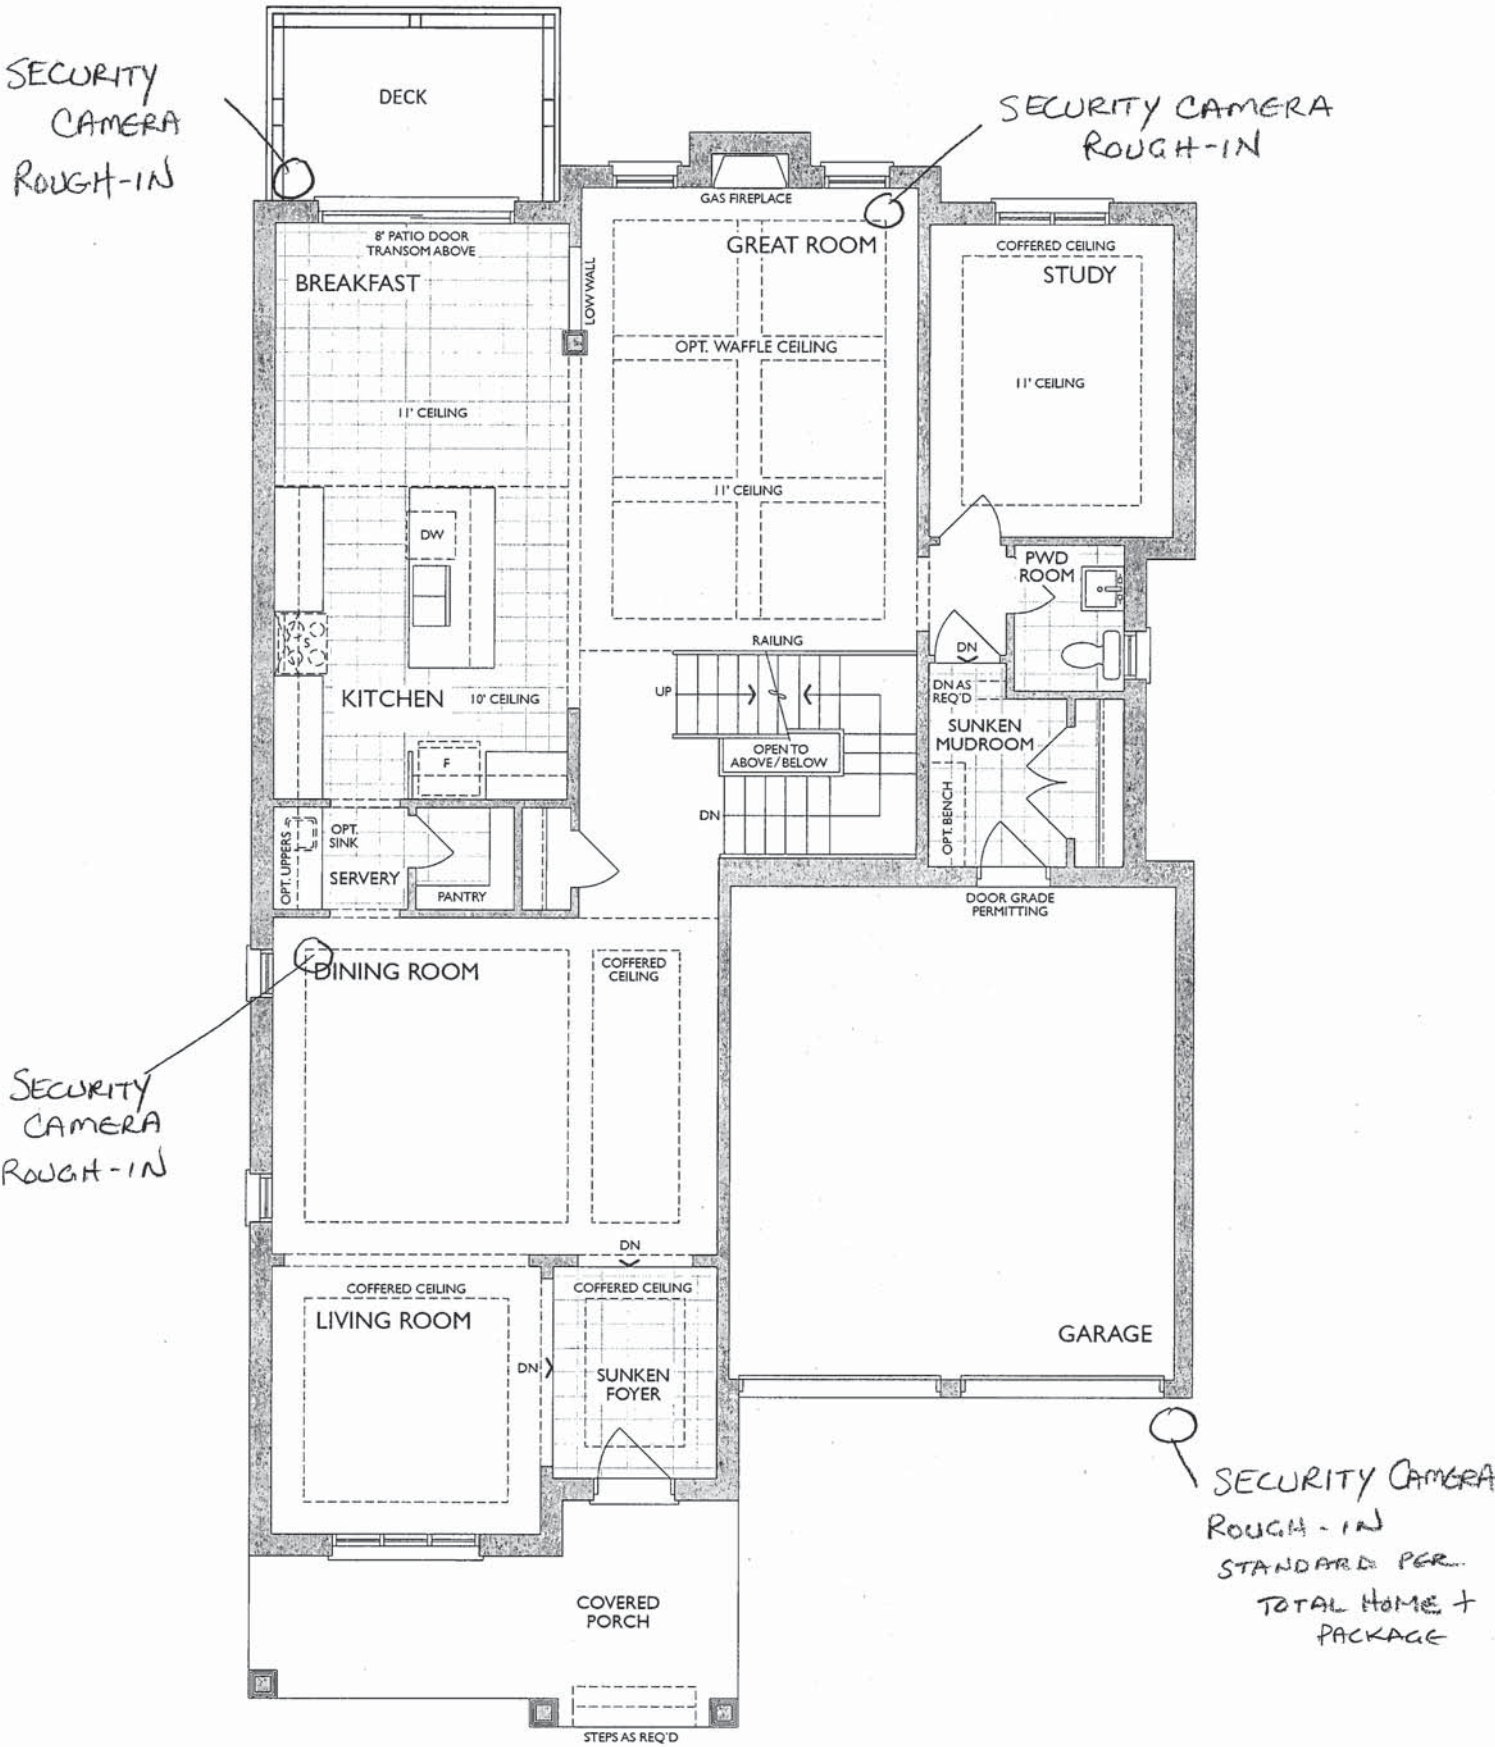 SECURITY
CAMERA
ROUGH-IN
DECK
SECURITY CAMERA
ROUGH-IN
GAS FIREPLACE
8' PATIO DOOR
TRANSOM ABOVE
BREAKFAST
LOW WALL
GREAT ROOM
COFFERED CEILING
STUDY
OPT. WAFFLE CEILING
11' CEILING
11' CEILING
11' CEILING
DW
PWD
ROOM
S
RAILING
DN
UP
DN AS
REQ'D
KITCHEN
10' CEILING
SUNKEN
MUDROOM
OPEN TO
ABOVE/BELOW
F
OPT. BENCH
DN
OPT. UPPERS
OPT.
SINK
SERVERY
PANTRY
DOOR GRADE
PERMITTING
DINING ROOM
COFFERED
CEILING
SECURITY
CAMERA
ROUGH-IN
DN
COFFERED CEILING
LIVING ROOM
COFFERED CEILING
DN
SUNKEN
FOYER
GARAGE
SECURITY CAMERA
ROUGH-IN
STANDARD PER
TOTAL HOME +
PACKAGE
COVERED
PORCH
STEPS AS REQ'D